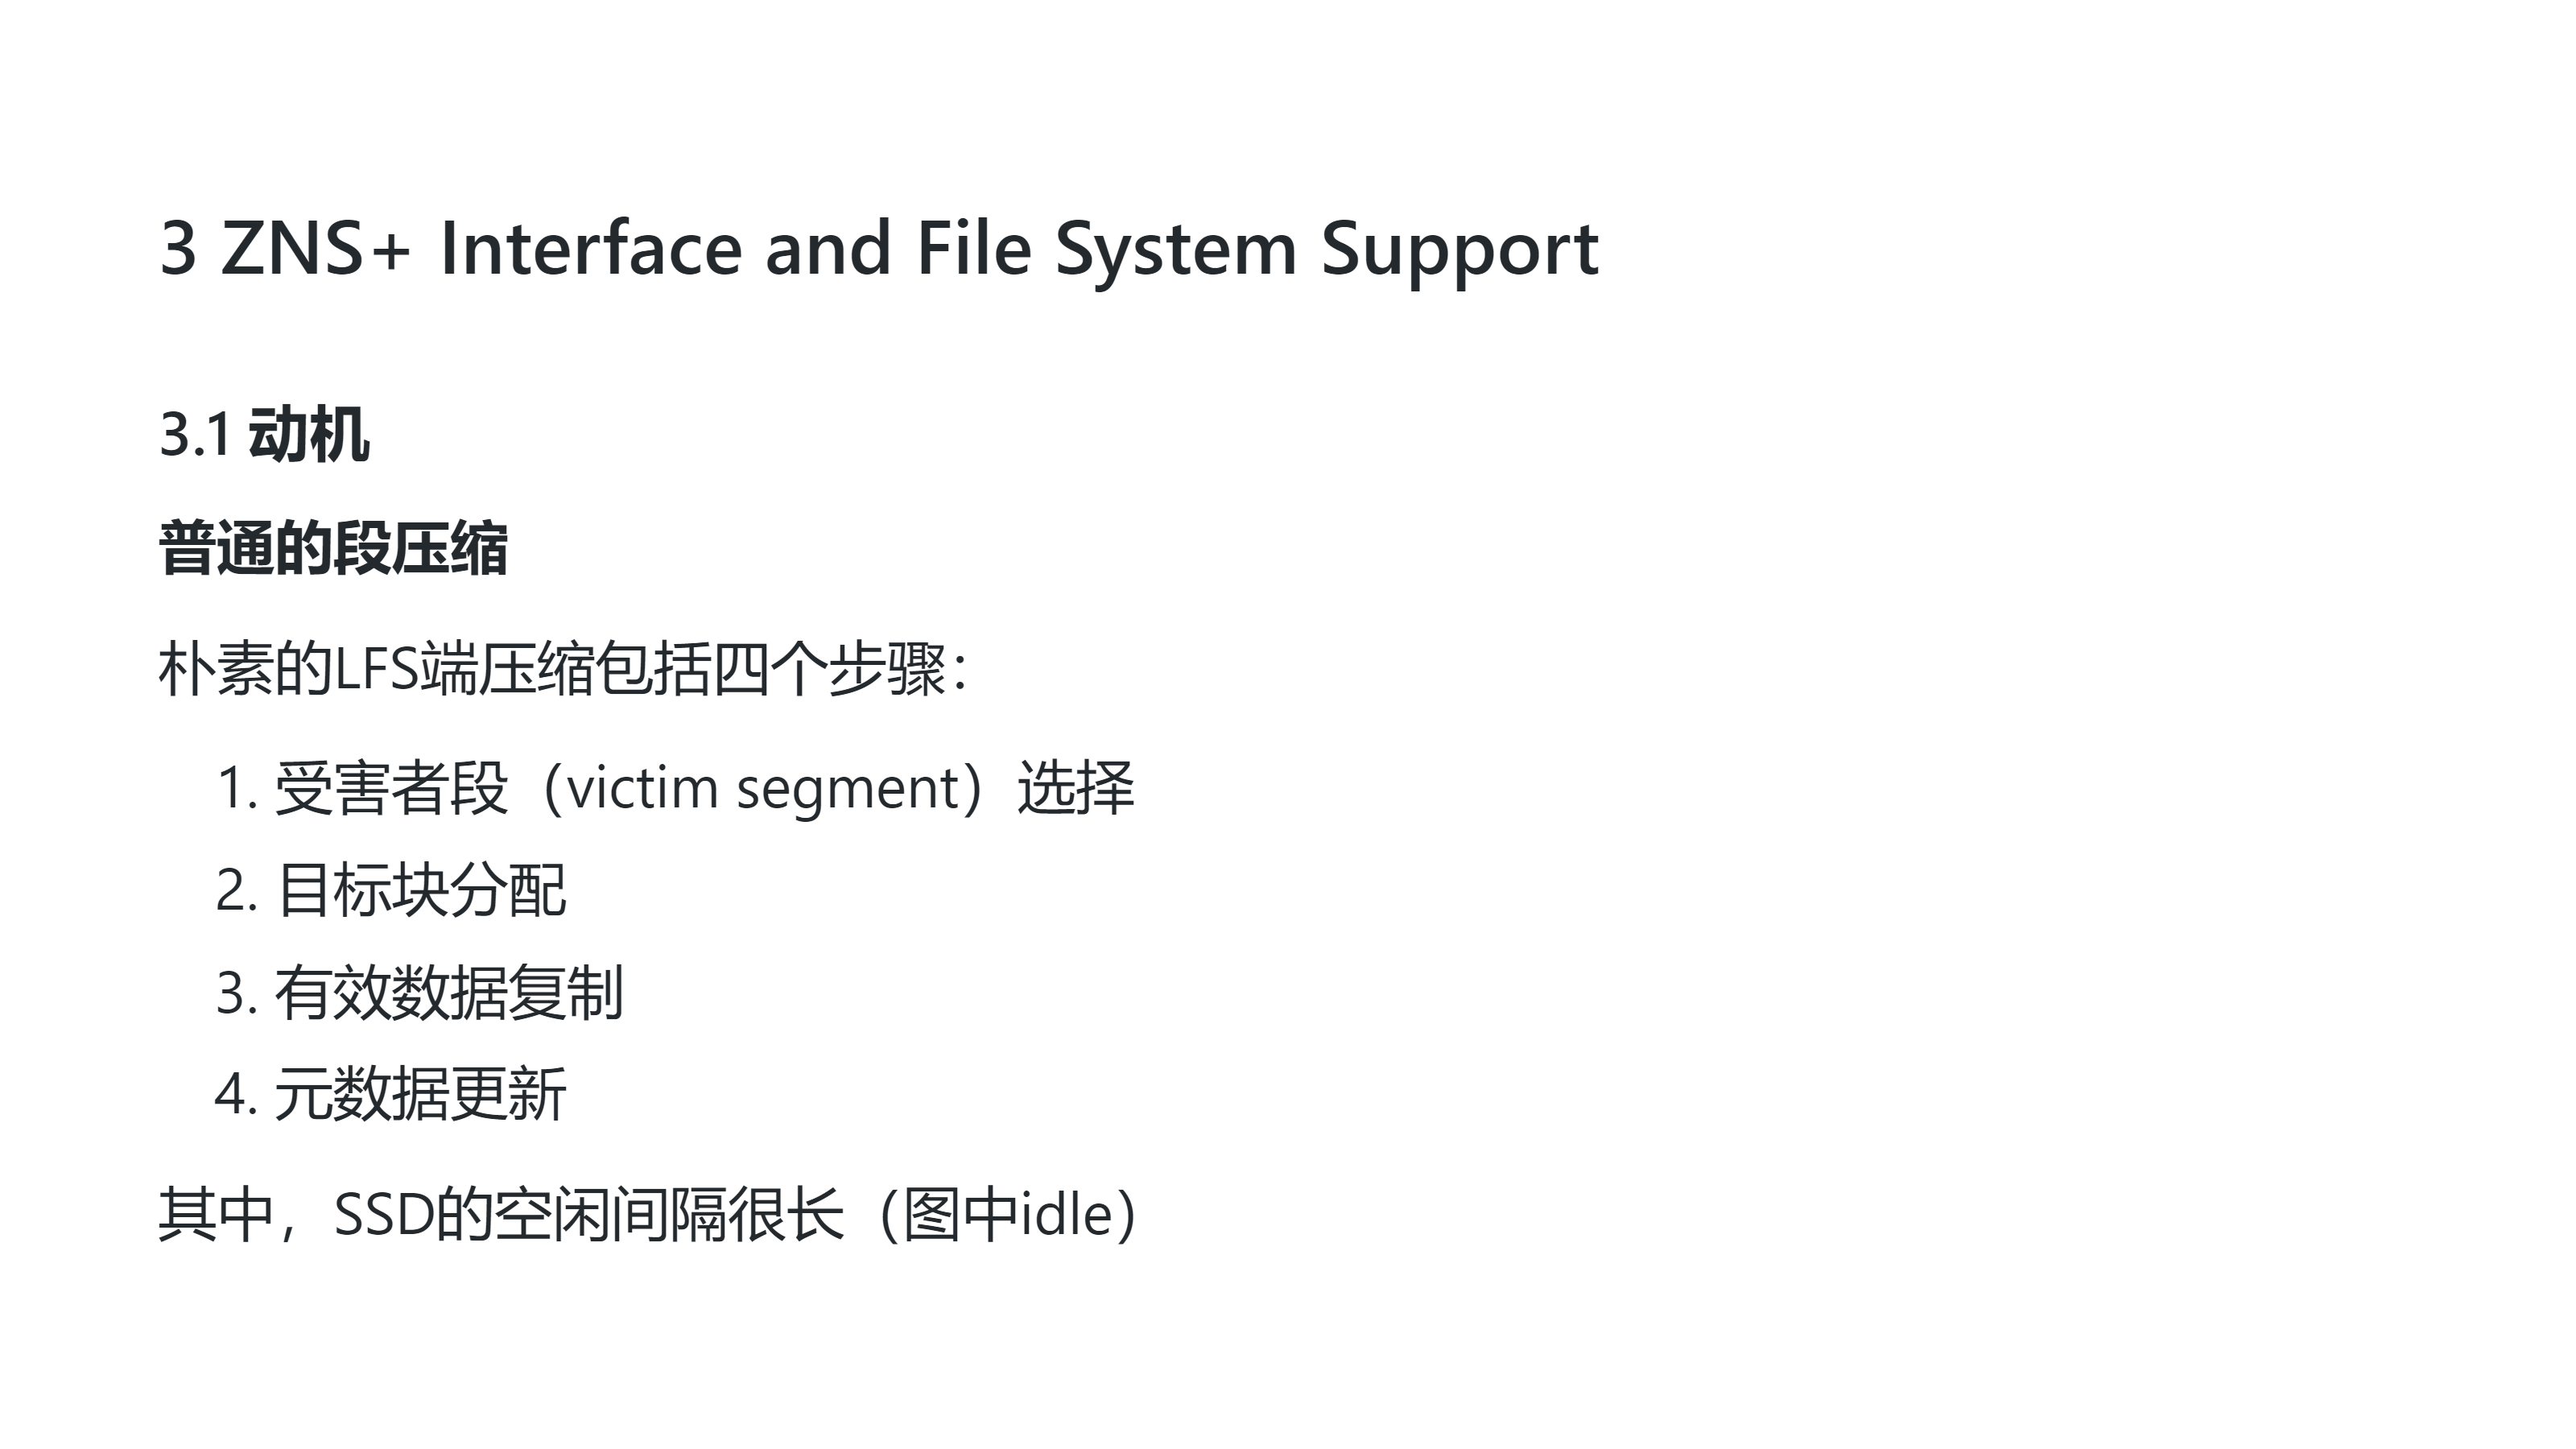 3 ZNS+ Interface and File System Support
3.1 动机
普通的段压缩
朴素的LFS端压缩包括四个步骤：
1. 受害者段（victim segment）选择
2. 目标块分配
3. 有效数据复制
4. 元数据更新
其中，SSD的空闲间隔很长（图中idle）